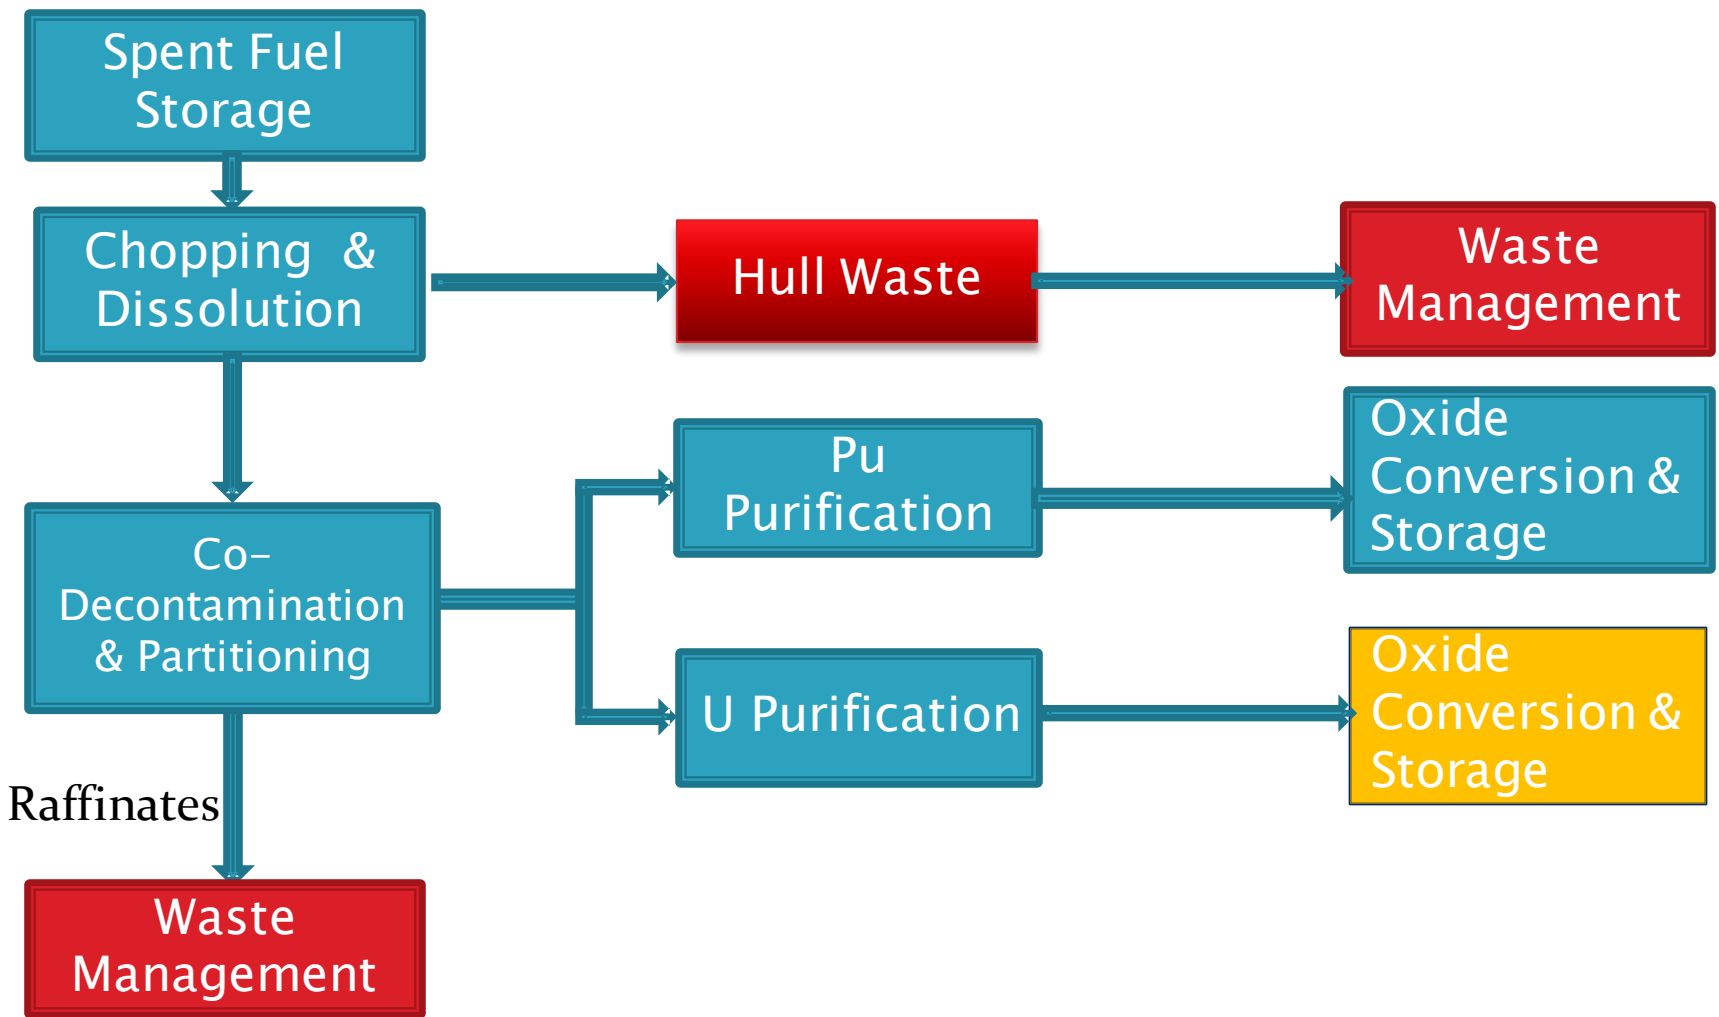 Spent Fuel
Storage
Chopping &
Dissolution
Hull Waste
Waste
Management
Co-
Decontamination
& Partitioning
Pu
Purification
Oxide
Conversion &
Storage
U Purification
Oxide
Conversion &
Storage
Raffinates
Waste
Management